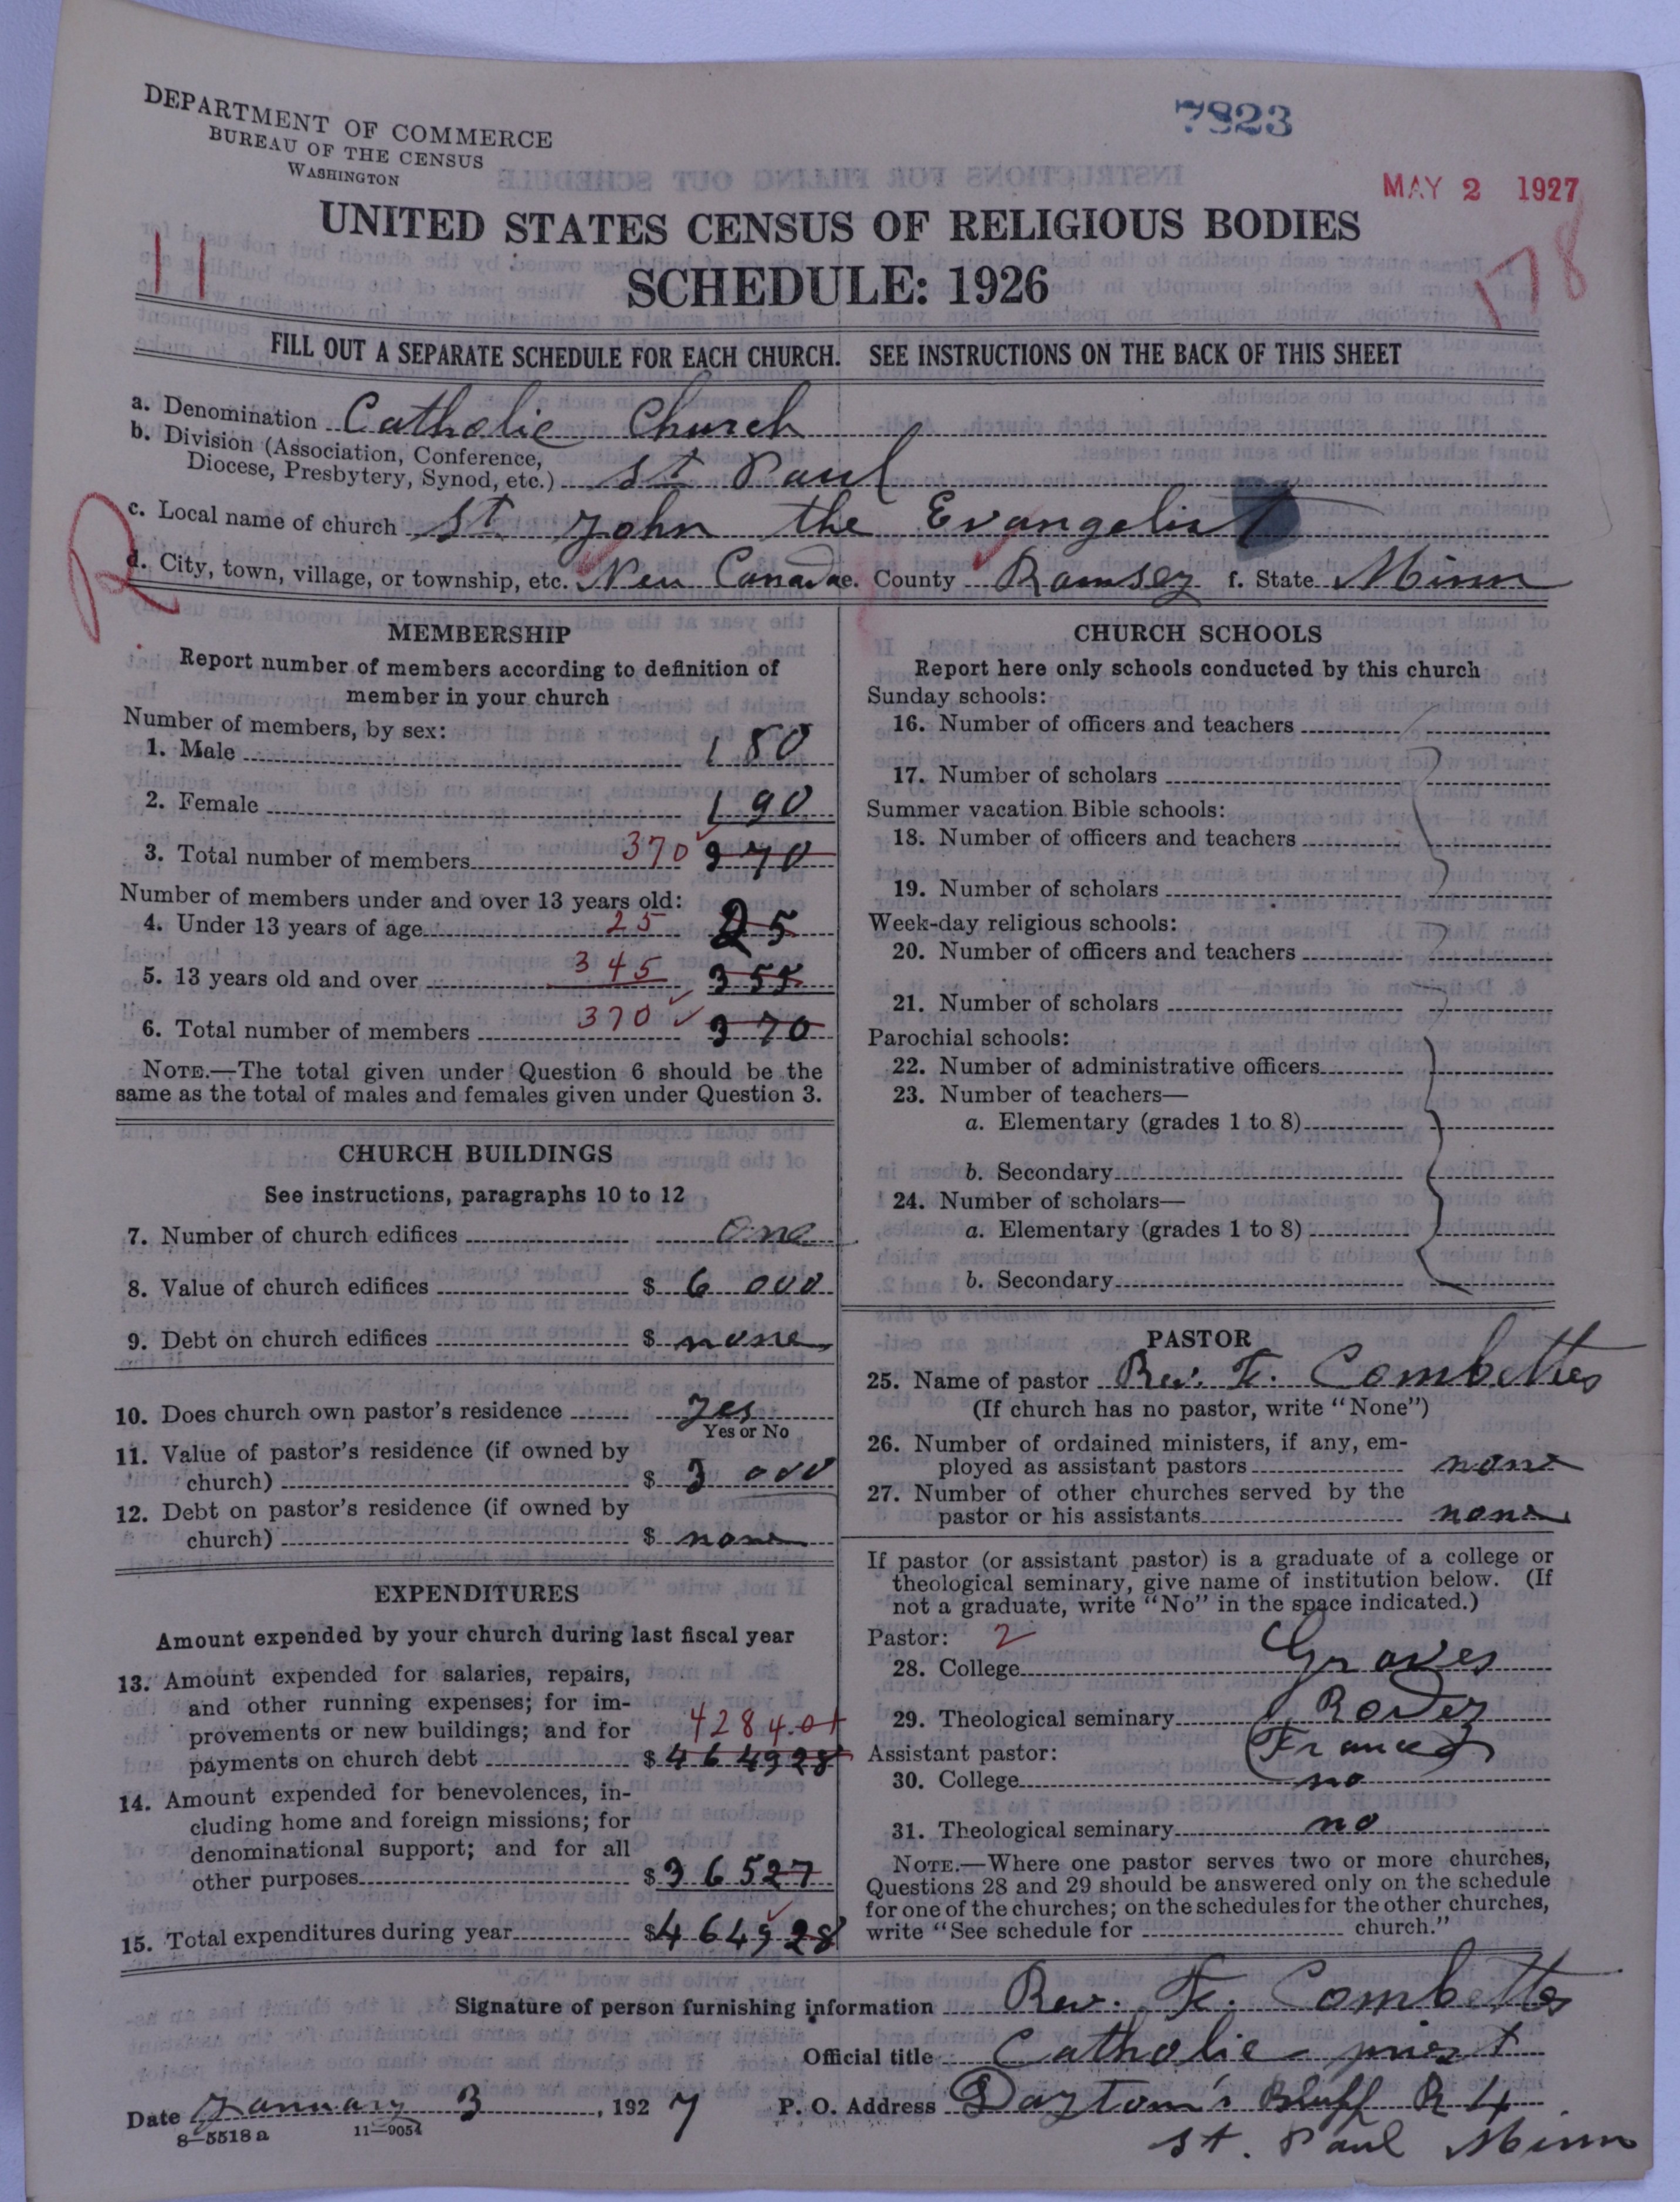 DEPARTMENT OF COMMERCE
BUREAU OF THE CENSUS
WASHINGTON
7823
MAY 2 1927
UNITED STATES CENSUS OF RELIGIOUS BODIES
11
178
SCHEDULE: 1926
FILL OUT A SEPARATE SCHEDULE FOR EACH CHURCH. SEE INSTRUCTIONS ON THE BACK OF THIS SHEET
a. Denomination Catholic Church
b. Division (Association, Conference,
Diocese, Presbytery, Synod, etc.) St Paul
c. Local name of church St John the Evangelist
R
d. City, town, village, or township, etc. New Canada e. County Ramsey f. State Minn
MEMBERSHIP
Report number of members according to definition of
member in your church
Number of members, by sex:
1. Male 180
2. Female 190
3. Total number of members 370 370
Number of members under and over 13 years old:
4. Under 13 years of age 25 25
5. 13 years old and over 345 355
6. Total number of members 370 370
NOTE.—The total given under Question 6 should be the
same as the total of males and females given under Question 3.
CHURCH BUILDINGS
See instructions, paragraphs 10 to 12
7. Number of church edifices one
8. Value of church edifices $ 6 000
9. Debt on church edifices $ none
10. Does church own pastor's residence yes
Yes or No
11. Value of pastor's residence (if owned by
church) $ 3 000
12. Debt on pastor's residence (if owned by
church) $ none
EXPENDITURES
Amount expended by your church during last fiscal year
13. Amount expended for salaries, repairs,
and other running expenses; for im-
provements or new buildings; and for 4284.01
payments on church debt $ 464928
14. Amount expended for benevolences, in-
cluding home and foreign missions; for
denominational support; and for all
other purposes $ 36527
15. Total expenditures during year $ 464928
CHURCH SCHOOLS
Report here only schools conducted by this church
Sunday schools:
16. Number of officers and teachers
17. Number of scholars
Summer vacation Bible schools:
18. Number of officers and teachers
19. Number of scholars
Week-day religious schools:
20. Number of officers and teachers
21. Number of scholars
Parochial schools:
22. Number of administrative officers
23. Number of teachers—
a. Elementary (grades 1 to 8)
b. Secondary
24. Number of scholars—
a. Elementary (grades 1 to 8)
b. Secondary
PASTOR
25. Name of pastor Rev. F. Combettes
(If church has no pastor, write "None")
26. Number of ordained ministers, if any, em-
ployed as assistant pastors none
27. Number of other churches served by the
pastor or his assistants none
If pastor (or assistant pastor) is a graduate of a college or
theological seminary, give name of institution below. (If
not a graduate, write "No" in the space indicated.)
Pastor: 2
28. College Graves
29. Theological seminary Rodez
Assistant pastor: France
30. College no
31. Theological seminary no
NOTE.—Where one pastor serves two or more churches,
Questions 28 and 29 should be answered only on the schedule
for one of the churches; on the schedules for the other churches,
write "See schedule for church."
Signature of person furnishing information Rev. F. Combettes
Official title Catholic priest
Date January 3, 1927 P. O. Address Dayton's Bluff R 4
8—5518a 11—9054
St. Paul Minn